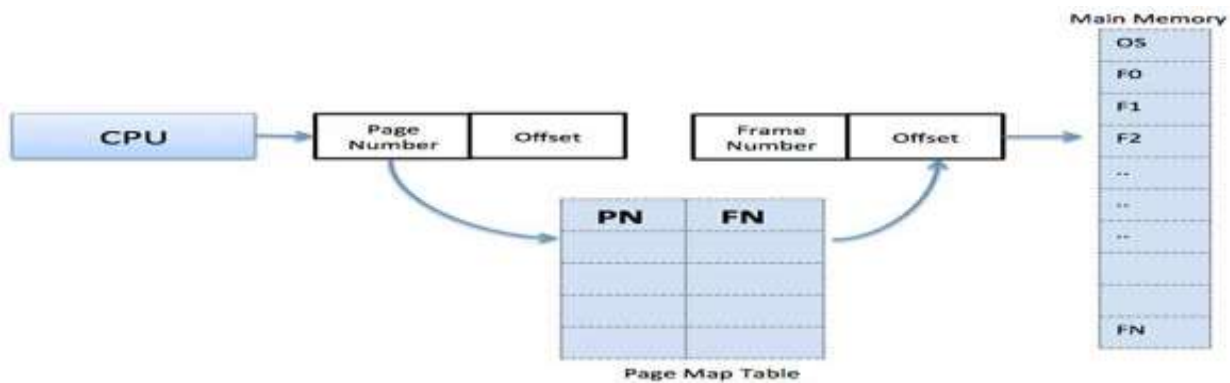 Main Memory
OS
F0
F1
F2
..
..
..
FN
CPU
Page
Number
Offset
Frame
Number
Offset
PN FN
Page Map Table